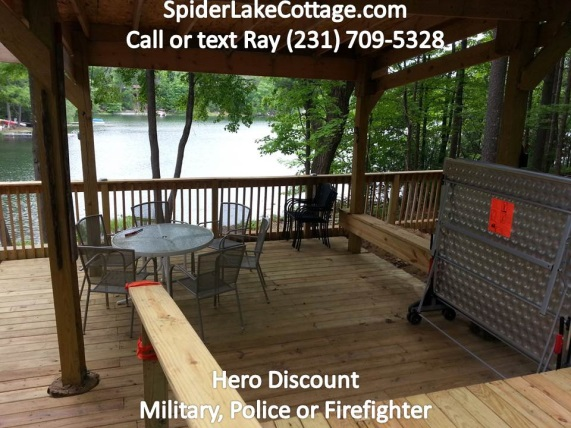 SpiderLakeCottage.com
Call or text Ray (231) 709-5328
Hero Discount
Military, Police or Firefighter